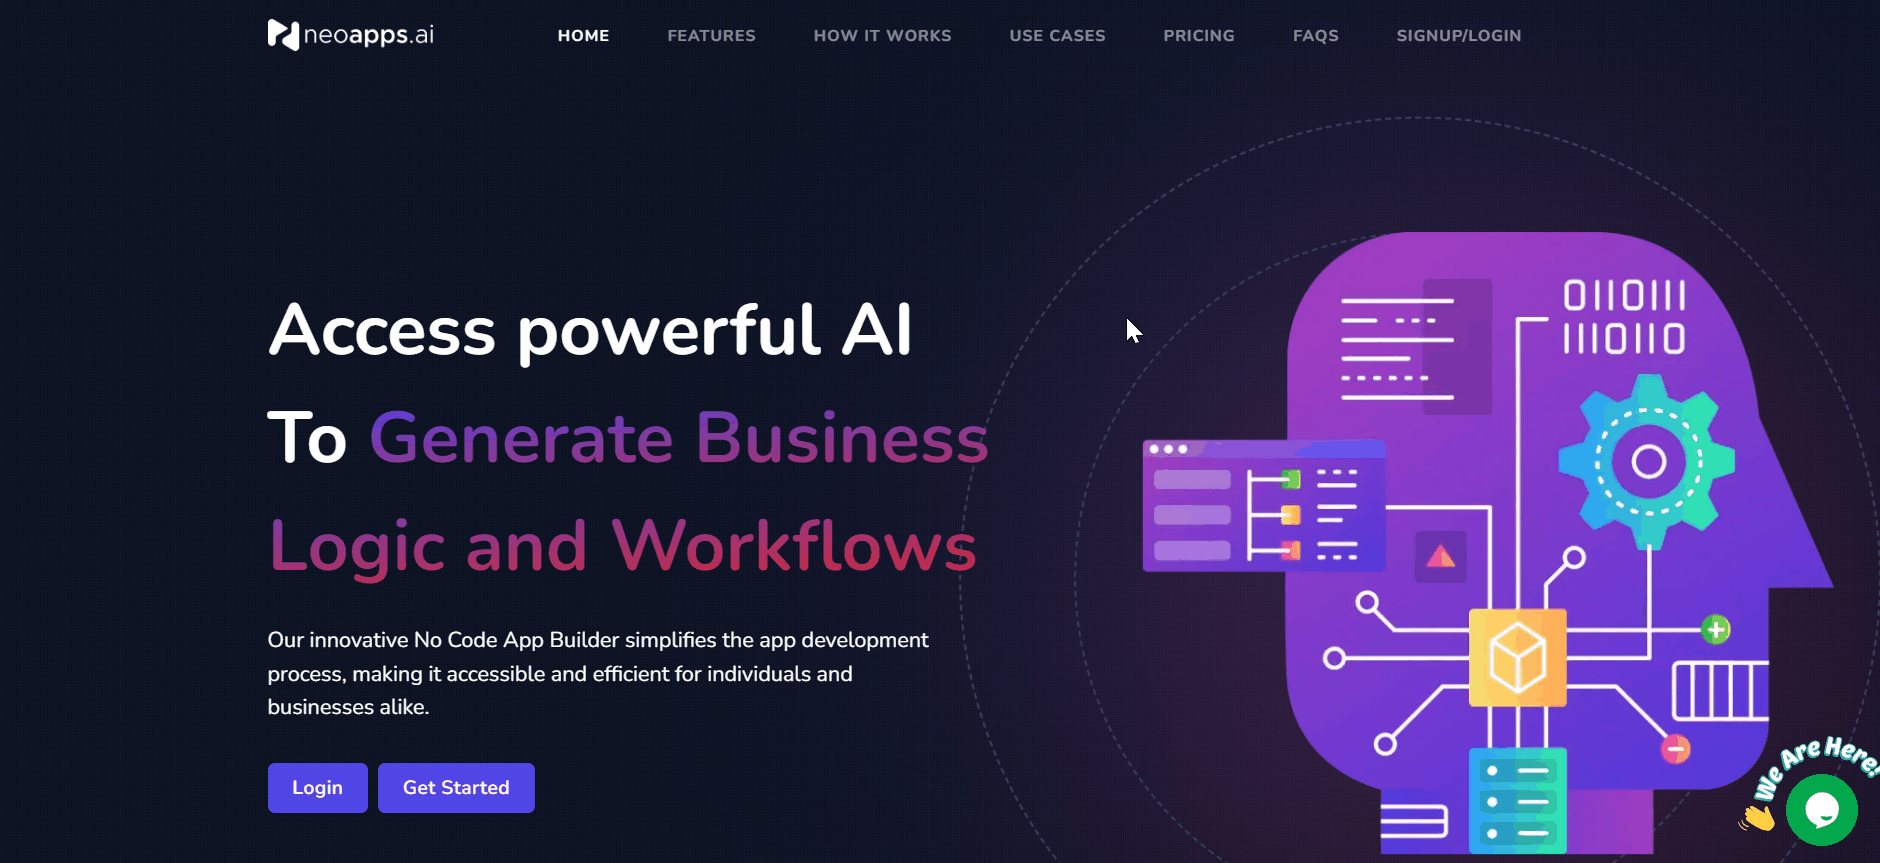 neoapps.ai
HOME FEATURES HOW IT WORKS USE CASES PRICING FAQS SIGNUP/LOGIN
Access powerful AI
To Generate Business
Logic and Workflows
Our innovative No Code App Builder simplifies the app development
process, making it accessible and efficient for individuals and
businesses alike.
Login Get Started
0110111
1110110
We Are Here!